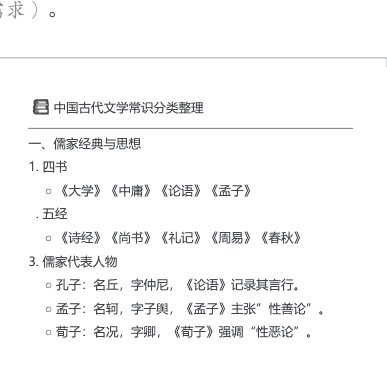 求）。
中国古代文学常识分类整理
一、儒家经典与思想
1. 四书
○《大学》《中庸》《论语》《孟子》
. 五经
○《诗经》《尚书》《礼记》《周易》《春秋》
3. 儒家代表人物
○ 孔子：名丘，字仲尼，《论语》记录其言行。
○ 孟子：名轲，字子舆，《孟子》主张”性善论”。
○ 荀子：名况，字卿，《荀子》强调“性恶论”。